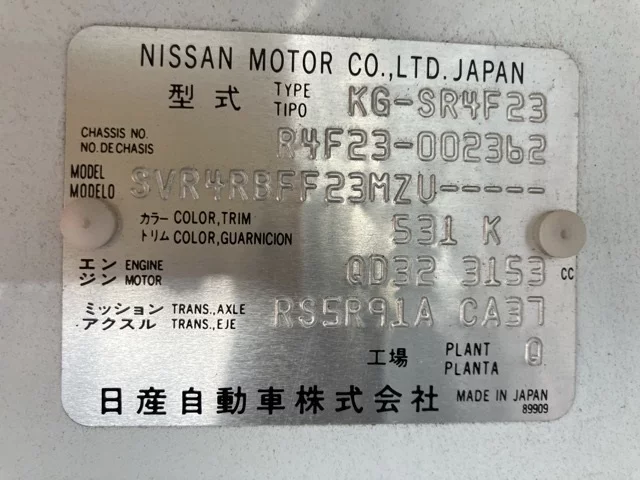 NISSAN MOTOR CO.,LTD. JAPAN
型式 TYPE TIPO KG-SR4F23
CHASSIS NO. NO. DE CHASIS R4F23-002362
MODEL MODELO SVR4RBFF23MZU-----
カラー COLOR,TRIM トリム COLOR,GUARNICION 531 K
エンジン ENGINE MOTOR QD32 3153 CC
ミッション TRANS.,AXLE アクスル TRANS.,EJE RS5R91A CA37
工場 PLANT PLANTA Q
日産自動車株式会社 MADE IN JAPAN
89909